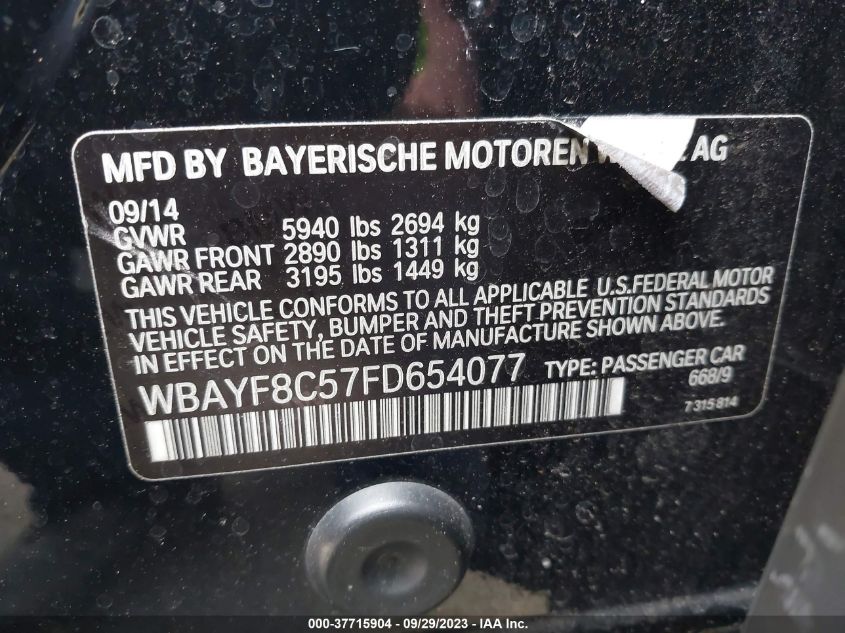 MFD BY BAYERISCHE MOTOREN AG
09/14
GVWR 5940 lbs 2694 kg
GAWR FRONT 2890 lbs 1311 kg
GAWR REAR 3195 lbs 1449 kg
THIS VEHICLE CONFORMS TO ALL APPLICABLE U.S.FEDERAL MOTOR
VEHICLE SAFETY, BUMPER AND THEFT PREVENTION STANDARDS
IN EFFECT ON THE DATE OF MANUFACTURE SHOWN ABOVE.
WBAYF8C57FD654077 TYPE: PASSENGER CAR
668/9
7 315 814
000-37715904 - 09/29/2023 - IAA Inc.